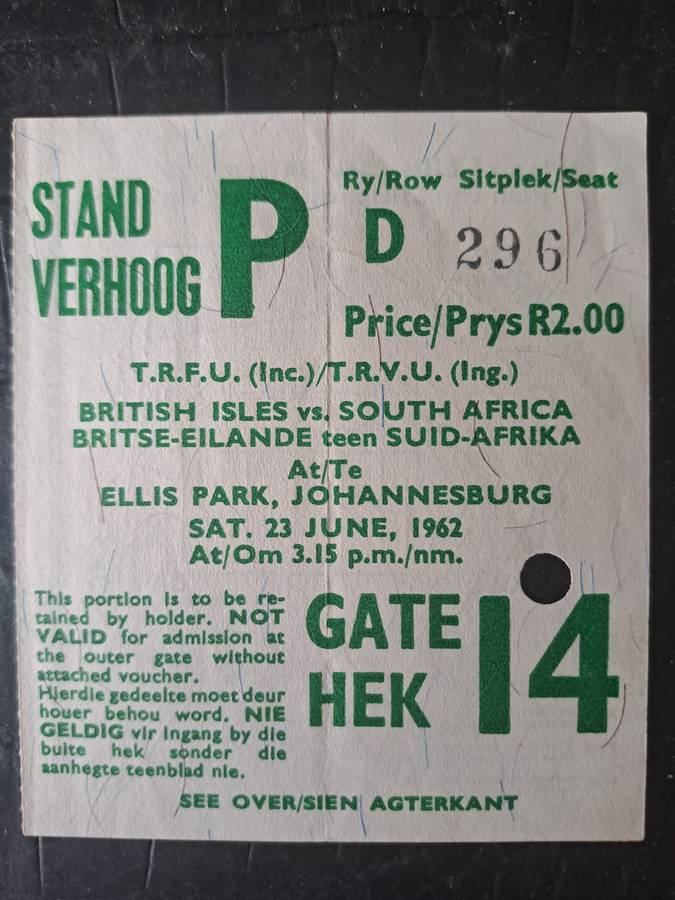 STAND
VERHOOG
P
Ry/Row Sitplek/Seat
D 296
Price/Prys R2.00
T.R.F.U. (Inc.)/T.R.V.U. (Ing.)
BRITISH ISLES vs. SOUTH AFRICA
BRITSE-EILANDE teen SUID-AFRIKA
At/Te
ELLIS PARK, JOHANNESBURG
SAT. 23 JUNE, 1962
At/Om 3.15 p.m./nm.
This portion is to be re-
tained by holder. NOT
VALID for admission at
the outer gate without
attached voucher.
Hierdie gedeelte moet deur
houer behou word. NIE
GELDIG vir ingang by die
buite hek sonder die
aanhegte teenblad nie.
GATE
HEK
14
SEE OVER/SIEN AGTERKANT